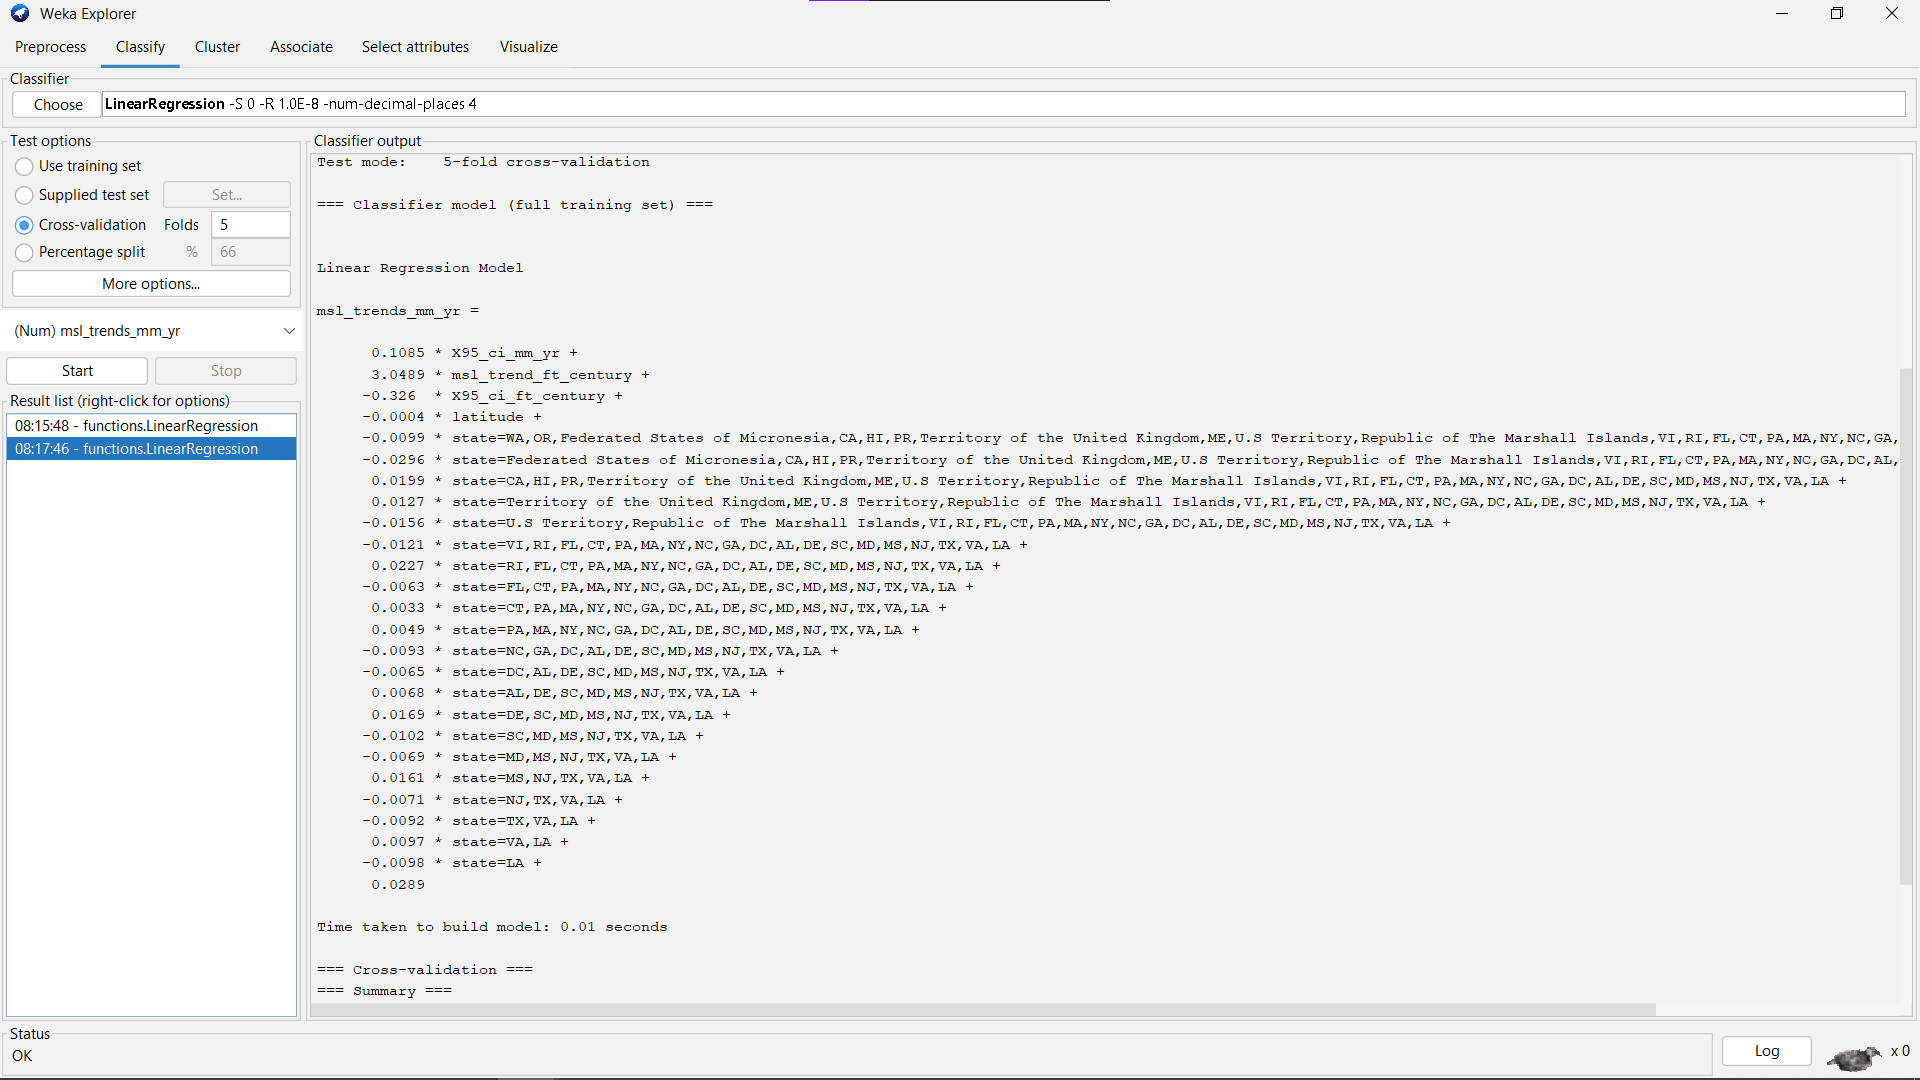 Weka Explorer
Preprocess Classify Cluster Associate Select attributes Visualize
Classifier
Choose LinearRegression -S 0 -R 1.0E-8 -num-decimal-places 4
Test options
Use training set
Supplied test set Set...
Cross-validation Folds 5
Percentage split % 66
More options...
(Num) msl_trends_mm_yr
Start Stop
Result list (right-click for options)
08:15:48 - functions.LinearRegression
08:17:46 - functions.LinearRegression
Classifier output
Test mode: 5-fold cross-validation
=== Classifier model (full training set) ===
Linear Regression Model
msl_trends_mm_yr =
0.1085 * X95_ci_mm_yr +
3.0489 * msl_trend_ft_century +
-0.326 * X95_ci_ft_century +
-0.0004 * latitude +
-0.0099 * state=WA,OR,Federated States of Micronesia,CA,HI,PR,Territory of the United Kingdom,ME,U.S Territory,Republic of The Marshall Islands,VI,RI,FL,CT,PA,MA,NY,NC,GA,
-0.0296 * state=Federated States of Micronesia,CA,HI,PR,Territory of the United Kingdom,ME,U.S Territory,Republic of The Marshall Islands,VI,RI,FL,CT,PA,MA,NY,NC,GA,DC,AL,
0.0199 * state=CA,HI,PR,Territory of the United Kingdom,ME,U.S Territory,Republic of The Marshall Islands,VI,RI,FL,CT,PA,MA,NY,NC,GA,DC,AL,DE,SC,MD,MS,NJ,TX,VA,LA +
0.0127 * state=Territory of the United Kingdom,ME,U.S Territory,Republic of The Marshall Islands,VI,RI,FL,CT,PA,MA,NY,NC,GA,DC,AL,DE,SC,MD,MS,NJ,TX,VA,LA +
-0.0156 * state=U.S Territory,Republic of The Marshall Islands,VI,RI,FL,CT,PA,MA,NY,NC,GA,DC,AL,DE,SC,MD,MS,NJ,TX,VA,LA +
-0.0121 * state=VI,RI,FL,CT,PA,MA,NY,NC,GA,DC,AL,DE,SC,MD,MS,NJ,TX,VA,LA +
0.0227 * state=RI,FL,CT,PA,MA,NY,NC,GA,DC,AL,DE,SC,MD,MS,NJ,TX,VA,LA +
-0.0063 * state=FL,CT,PA,MA,NY,NC,GA,DC,AL,DE,SC,MD,MS,NJ,TX,VA,LA +
0.0033 * state=CT,PA,MA,NY,NC,GA,DC,AL,DE,SC,MD,MS,NJ,TX,VA,LA +
0.0049 * state=PA,MA,NY,NC,GA,DC,AL,DE,SC,MD,MS,NJ,TX,VA,LA +
-0.0093 * state=NC,GA,DC,AL,DE,SC,MD,MS,NJ,TX,VA,LA +
-0.0065 * state=DC,AL,DE,SC,MD,MS,NJ,TX,VA,LA +
0.0068 * state=AL,DE,SC,MD,MS,NJ,TX,VA,LA +
0.0169 * state=DE,SC,MD,MS,NJ,TX,VA,LA +
-0.0102 * state=SC,MD,MS,NJ,TX,VA,LA +
-0.0069 * state=MD,MS,NJ,TX,VA,LA +
0.0161 * state=MS,NJ,TX,VA,LA +
-0.0071 * state=NJ,TX,VA,LA +
-0.0092 * state=TX,VA,LA +
0.0097 * state=VA,LA +
-0.0098 * state=LA +
0.0289
Time taken to build model: 0.01 seconds
=== Cross-validation ===
=== Summary ===
Status
OK
Log x 0